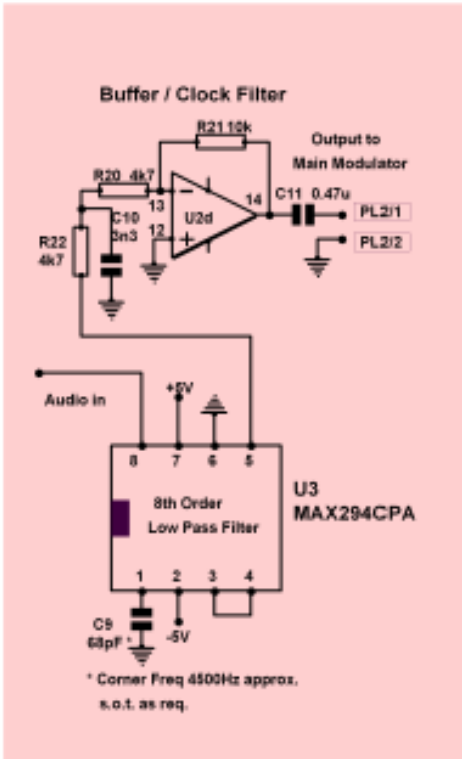 Buffer / Clock Filter
R21 10k
Output to
Main Modulator
R20 4k7
C11 0.47u
13
14
U2d
PL2/1
C10
3n3
12
R22
4k7
PL2/2
+5V
Audio in
8 7 6 5
U3
MAX294CPA
8th Order
Low Pass Filter
1 2 3 4
C9
68pF *
-5V
* Corner Freq 4500Hz approx.
s.o.t. as req.